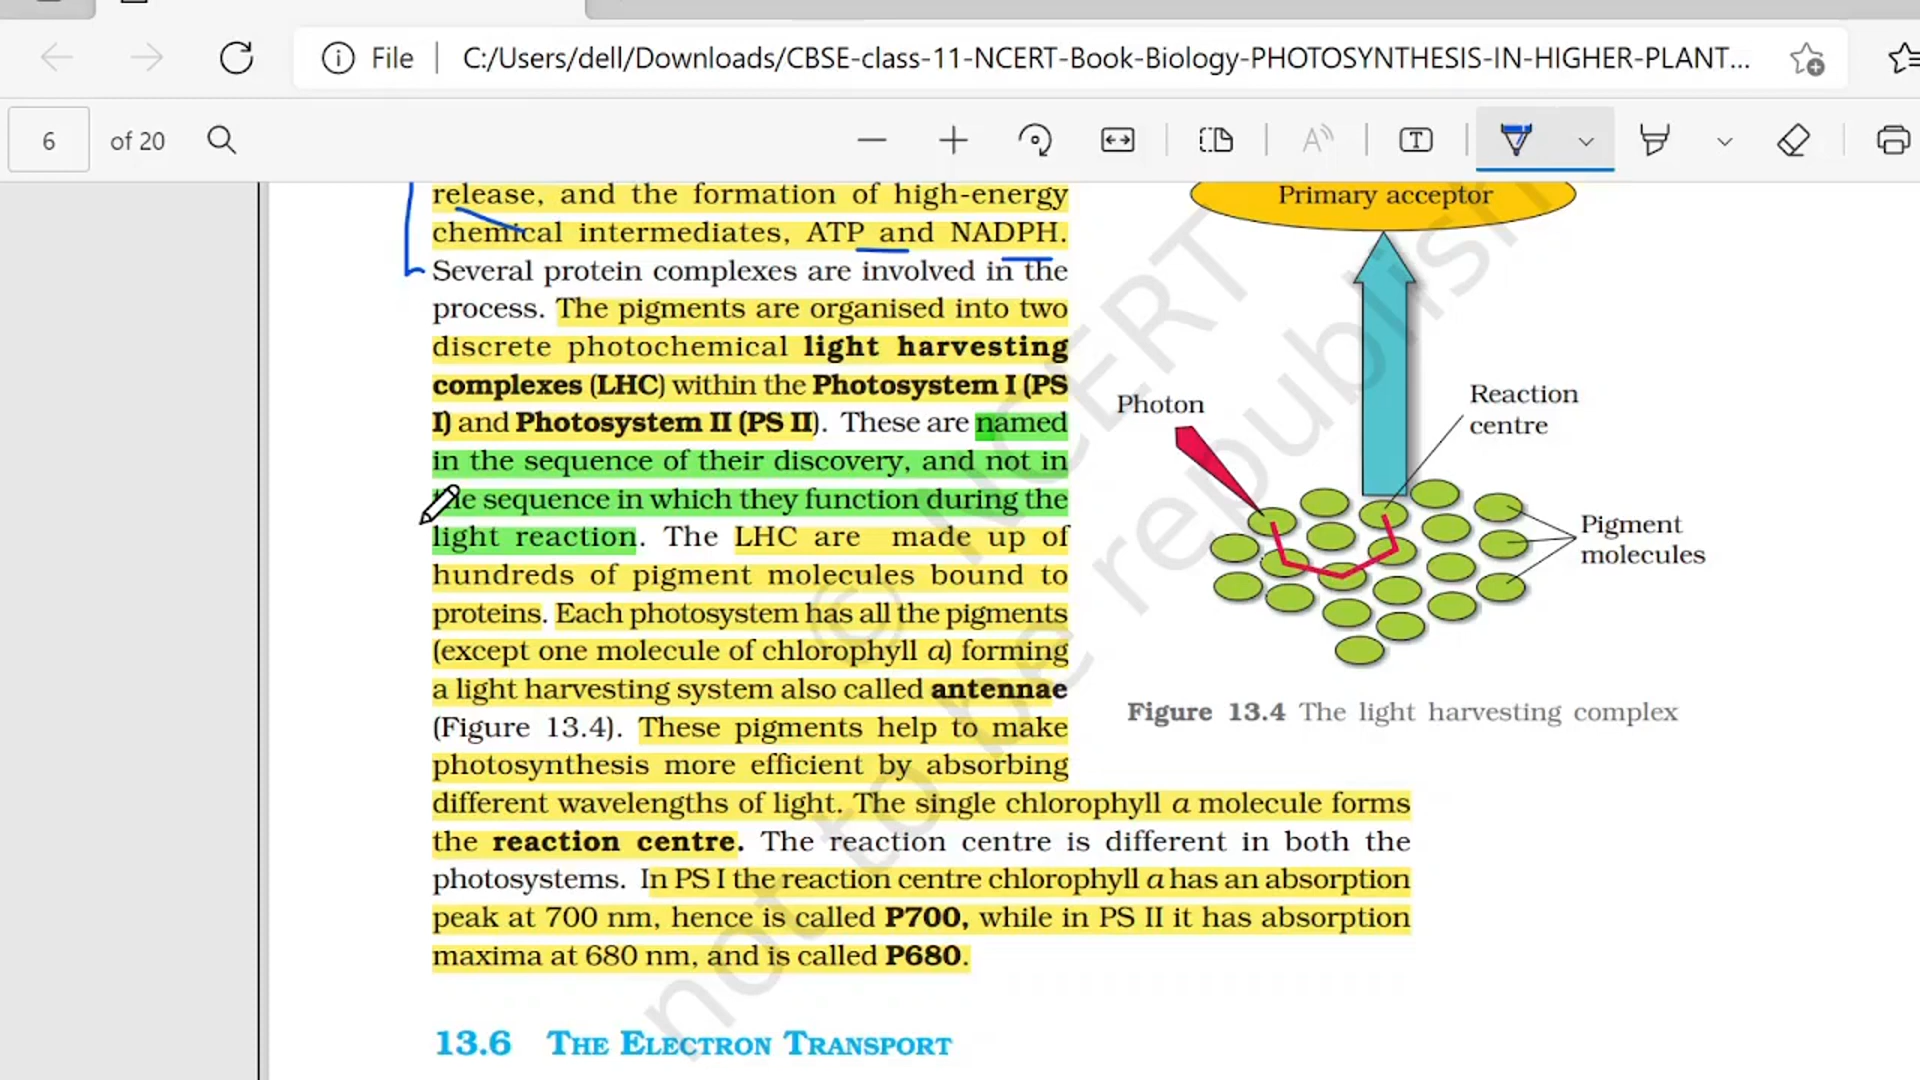 File
C:/Users/dell/Downloads/CBSE-class-11-NCERT-Book-Biology-PHOTOSYNTHESIS-IN-HIGHER-PLANT...
6 of 20
release, and the formation of high-energy
chemical intermediates, ATP and NADPH.
Several protein complexes are involved in the
process. The pigments are organised into two
discrete photochemical light harvesting
complexes (LHC) within the Photosystem I (PS
I) and Photosystem II (PS II). These are named
in the sequence of their discovery, and not in
the sequence in which they function during the
light reaction. The LHC are made up of
hundreds of pigment molecules bound to
proteins. Each photosystem has all the pigments
(except one molecule of chlorophyll a) forming
a light harvesting system also called antennae
(Figure 13.4). These pigments help to make
photosynthesis more efficient by absorbing
different wavelengths of light. The single chlorophyll a molecule forms
the reaction centre. The reaction centre is different in both the
photosystems. In PS I the reaction centre chlorophyll a has an absorption
peak at 700 nm, hence is called P700, while in PS II it has absorption
maxima at 680 nm, and is called P680.
13.6 THE ELECTRON TRANSPORT
Primary acceptor
Photon
Reaction
centre
Pigment
molecules
Figure 13.4 The light harvesting complex
© NCERT
not to be republish